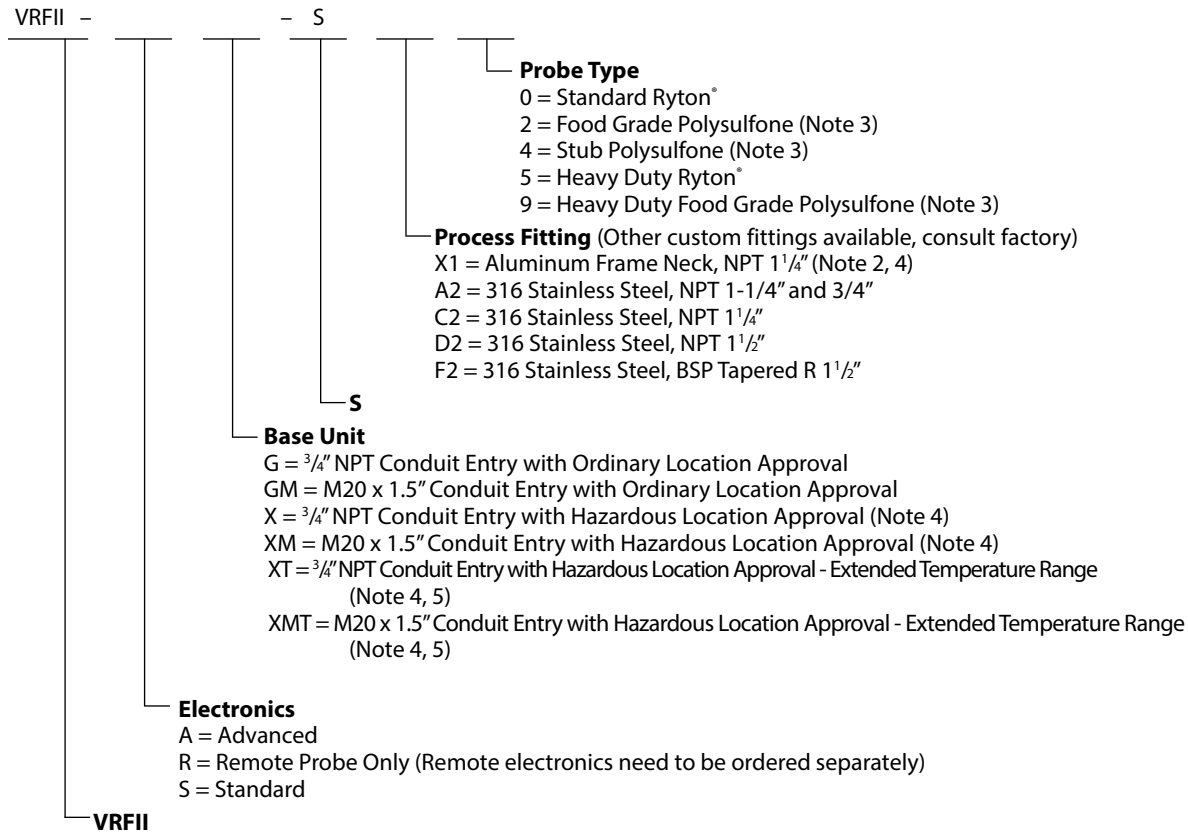 VRFII – – S
Probe Type
0 = Standard Ryton®
2 = Food Grade Polysulfone (Note 3)
4 = Stub Polysulfone (Note 3)
5 = Heavy Duty Ryton®
9 = Heavy Duty Food Grade Polysulfone (Note 3)
Process Fitting (Other custom fittings available, consult factory)
X1 = Aluminum Frame Neck, NPT 1 1/4" (Note 2, 4)
A2 = 316 Stainless Steel, NPT 1-1/4" and 3/4"
C2 = 316 Stainless Steel, NPT 1 1/4"
D2 = 316 Stainless Steel, NPT 1 1/2"
F2 = 316 Stainless Steel, BSP Tapered R 1 1/2"
S
Base Unit
G = 3/4" NPT Conduit Entry with Ordinary Location Approval
GM = M20 x 1.5" Conduit Entry with Ordinary Location Approval
X = 3/4" NPT Conduit Entry with Hazardous Location Approval (Note 4)
XM = M20 x 1.5" Conduit Entry with Hazardous Location Approval (Note 4)
XT = 3/4" NPT Conduit Entry with Hazardous Location Approval - Extended Temperature Range
(Note 4, 5)
XMT = M20 x 1.5" Conduit Entry with Hazardous Location Approval - Extended Temperature Range
(Note 4, 5)
Electronics
A = Advanced
R = Remote Probe Only (Remote electronics need to be ordered separately)
S = Standard
VRFII